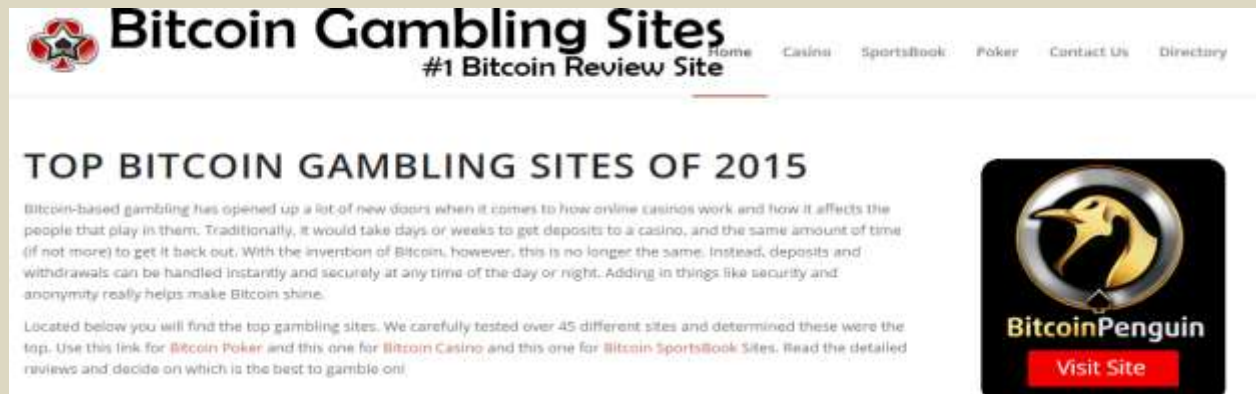 Bitcoin Gambling Sites
#1 Bitcoin Review Site
Home Casino SportsBook Poker Contact Us Directory
TOP BITCOIN GAMBLING SITES OF 2015
Bitcoin-based gambling has opened up a lot of new doors when it comes to how online casinos work and how it affects the
people that play in them. Traditionally, it would take days or weeks to get deposits to a casino, and the same amount of time
(if not more) to get it back out. With the invention of Bitcoin, however, this is no longer the same. Instead, deposits and
withdrawals can be handled instantly and securely at any time of the day or night. Adding in things like security and
anonymity really helps make Bitcoin shine.
Located below you will find the top gambling sites. We carefully tested over 45 different sites and determined these were the
top. Use this link for Bitcoin Poker and this one for Bitcoin Casino and this one for Bitcoin SportsBook Sites. Read the detailed
reviews and decide on which is the best to gamble on!
BitcoinPenguin
Visit Site